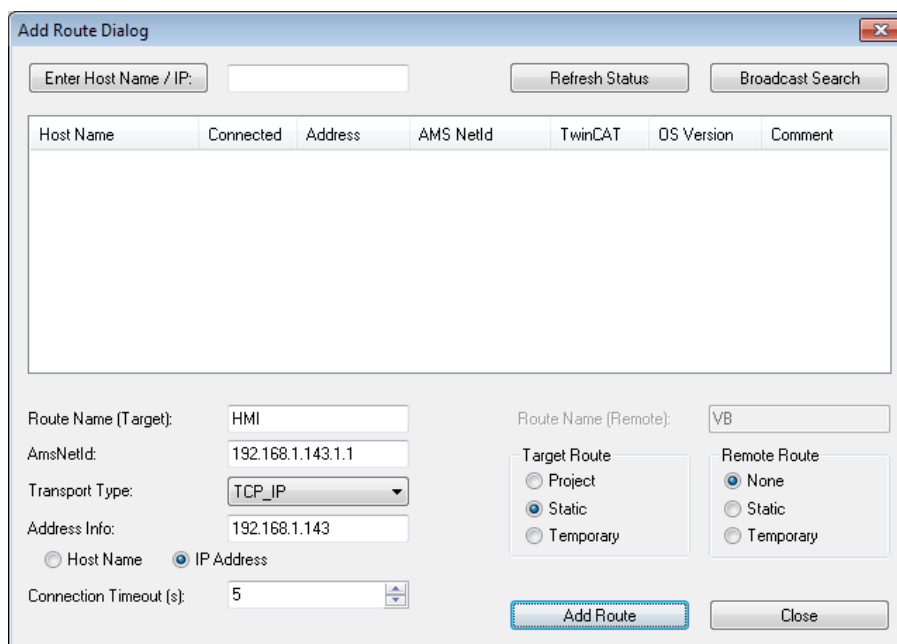 Add Route Dialog
Enter Host Name / IP: Refresh Status Broadcast Search
Host Name Connected Address AMS NetId TwinCAT OS Version Comment
Route Name (Target): HMI Route Name (Remote): VB
AmsNetId: 192.168.1.143.1.1 Target Route Remote Route
Project None
Transport Type: TCP_IP Static Static
Address Info: 192.168.1.143 Temporary Temporary
Host Name IP Address
Connection Timeout (s): 5
Add Route Close